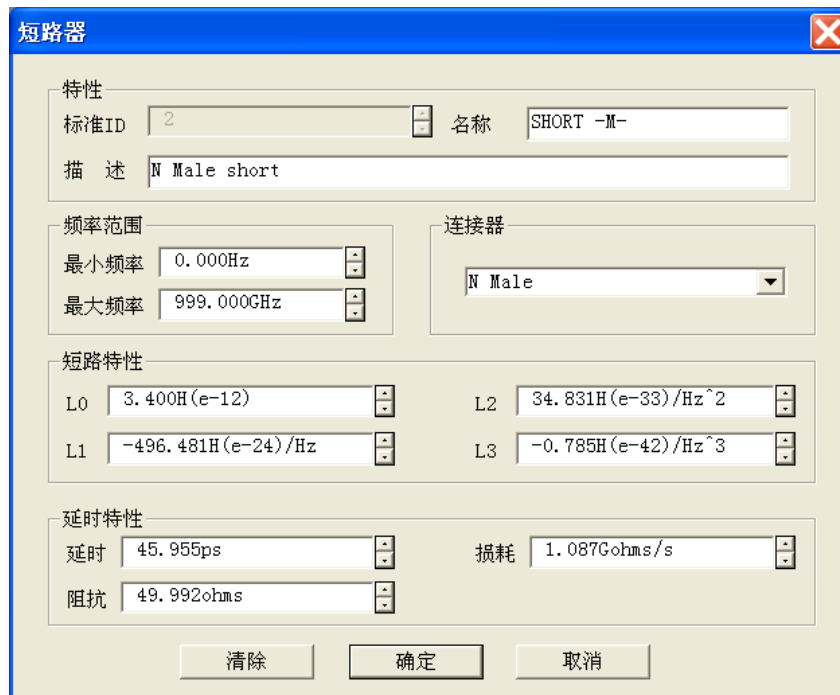 短路器
特性
标准ID 2 名称 SHORT -M-
描 述 N Male short
频率范围 连接器
最小频率 0.000Hz
N Male
最大频率 999.000GHz
短路特性
L0 3.400H(e-12) L2 34.831H(e-33)/Hz^2
L1 -496.481H(e-24)/Hz L3 -0.785H(e-42)/Hz^3
延时特性
延时 45.955ps 损耗 1.087Gohms/s
阻抗 49.992ohms
清除 确定 取消